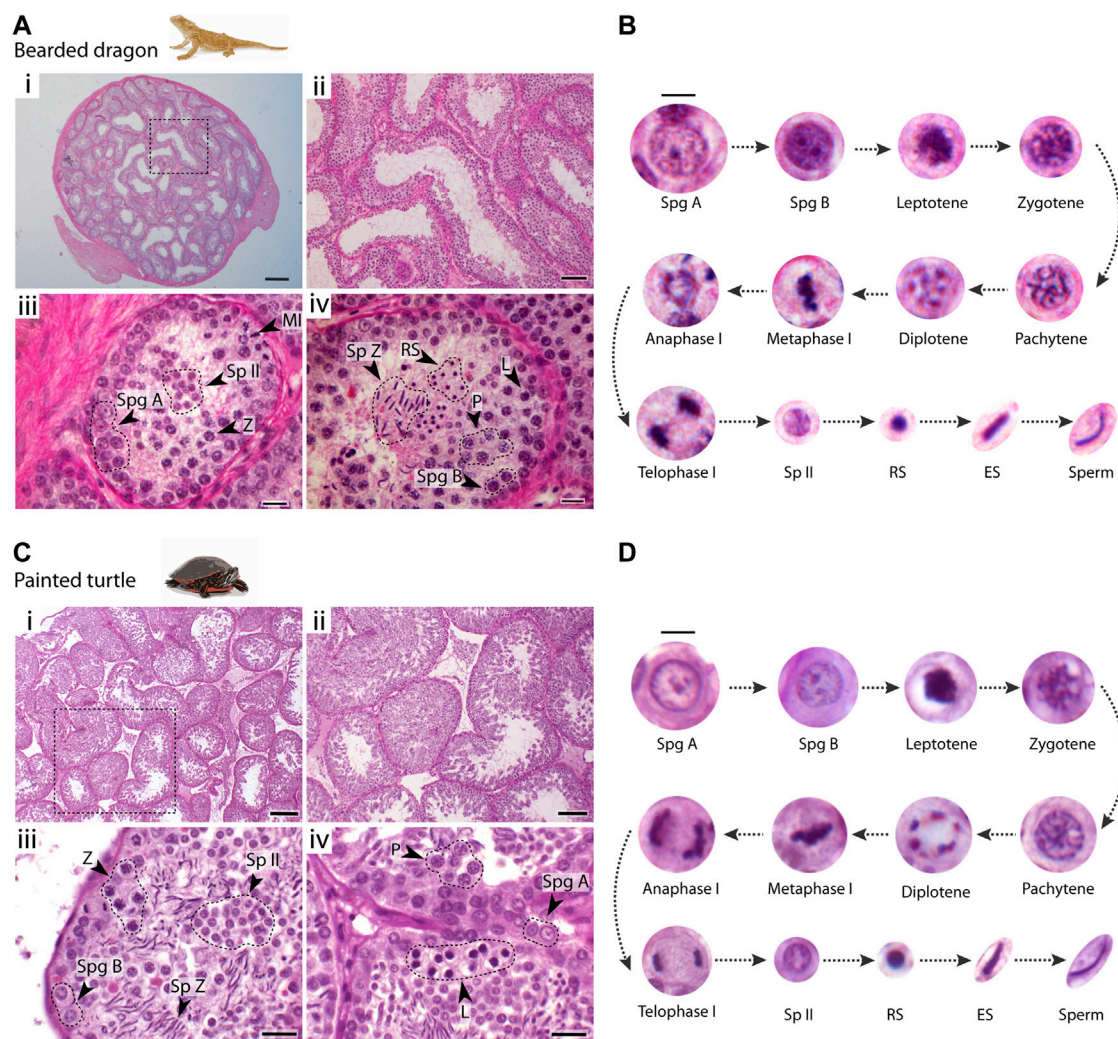 A
Bearded dragon
i
ii
iii
MI
Sp II
Spg A
Z
iv
Sp Z
RS
L
P
Spg B
B
Spg A
Spg B
Leptotene
Zygotene
Anaphase I
Metaphase I
Diplotene
Pachytene
Telophase I
Sp II
RS
ES
Sperm
C
Painted turtle
i
ii
iii
Z
Sp II
Spg B
Sp Z
iv
P
Spg A
L
D
Spg A
Spg B
Leptotene
Zygotene
Anaphase I
Metaphase I
Diplotene
Pachytene
Telophase I
Sp II
RS
ES
Sperm